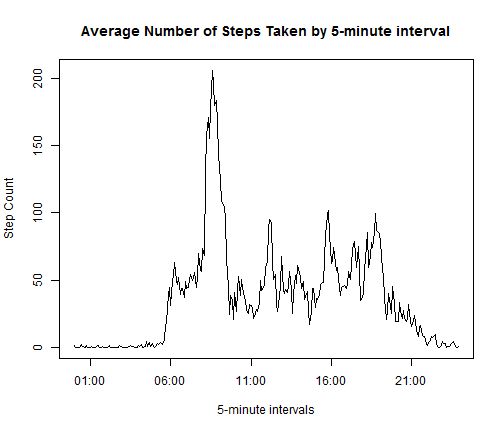 Average Number of Steps Taken by 5-minute interval
Step Count
200
150
100
50
0
01:00 06:00 11:00 16:00 21:00
5-minute intervals